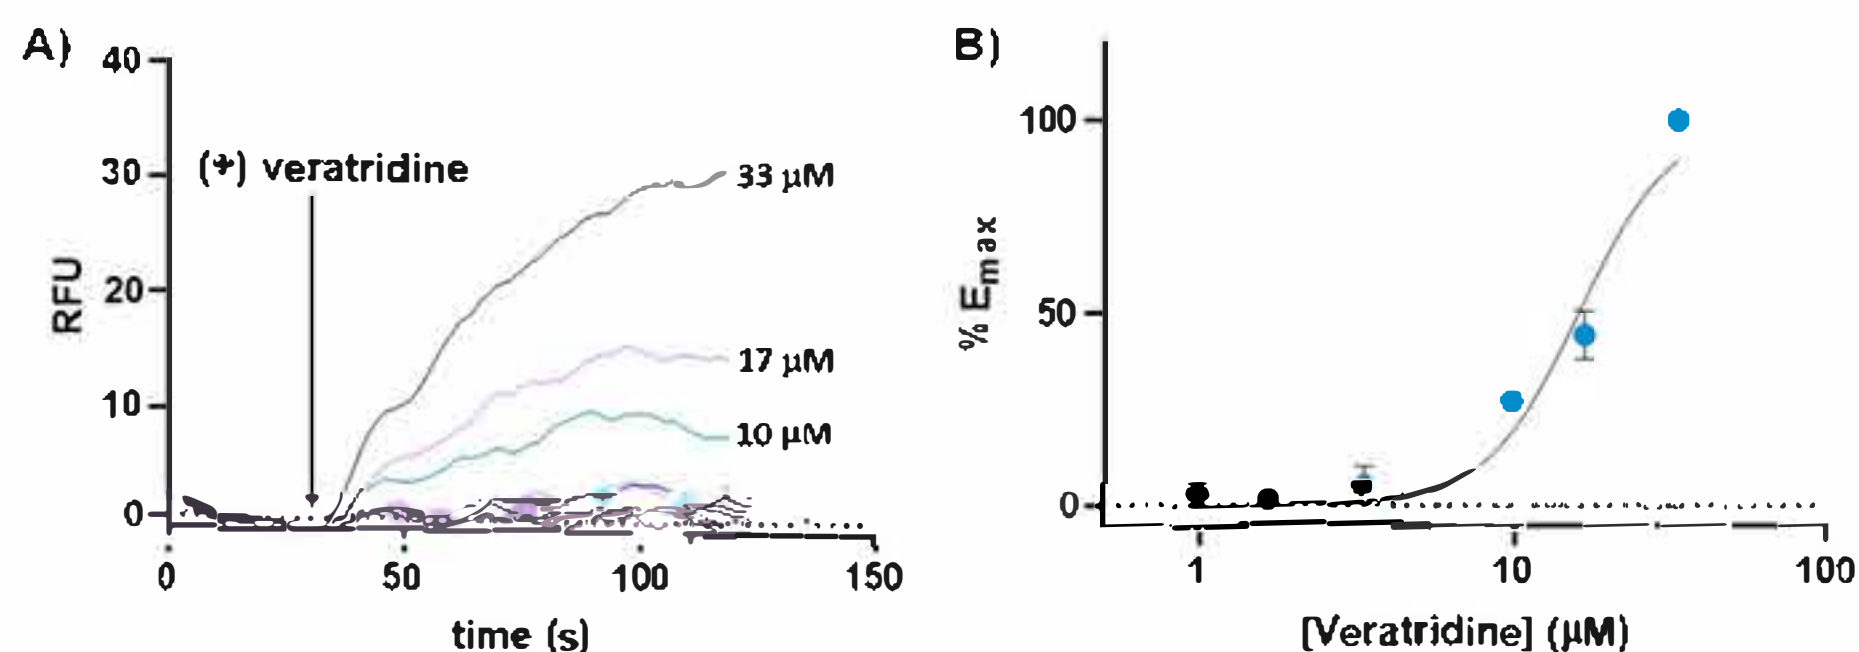 A)
40
30
20
10
0
RFU
(+) veratridine
33 µM
17 µM
10 µM
0 50 100 150
time (s)
B)
100
50
0
% Emax
1 10 100
[Veratridine] (µM)